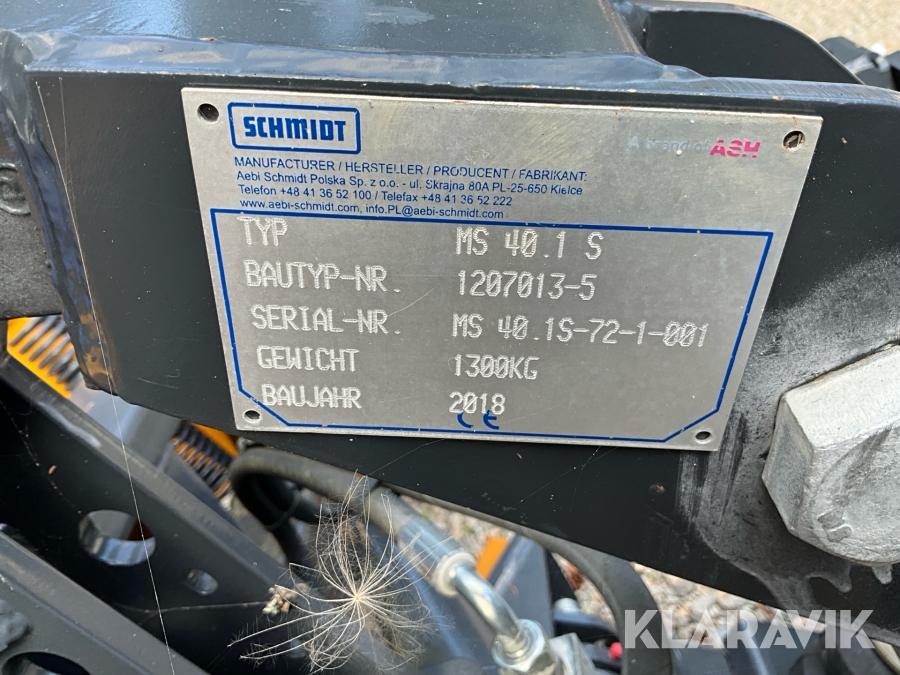 SCHMIDT
A brand of ASH
MANUFACTURER / HERSTELLER / PRODUCENT / FABRIKANT:
Aebi Schmidt Polska Sp. z o.o. - ul. Skrajna 80A PL-25-650 Kielce
Telefon +48 41 36 52 100 / Telefax +48 41 36 52 222
www.aebi-schmidt.com, info.PL@aebi-schmidt.com
TYP MS 40.1 S
BAUTYP-NR. 1207013-5
SERIAL-NR. MS 40.1S-72-1-001
GEWICHT 1300KG
BAUJAHR 2018
CE
KLARAVIK